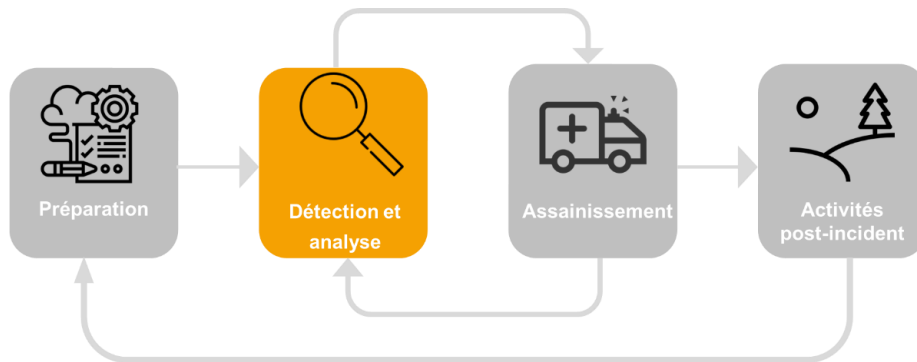 Préparation
Détection et
analyse
Assainissement
Activités
post-incident